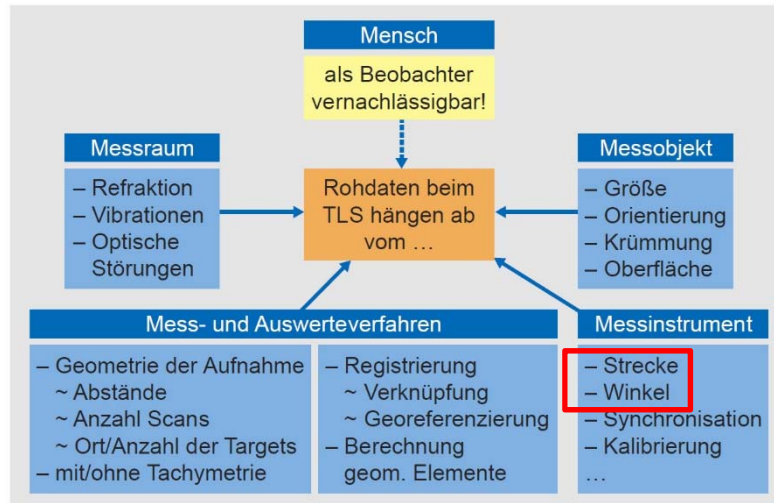 Mensch
als Beobachter
vernachlässigbar!
Messraum
– Refraktion
– Vibrationen
– Optische
Störungen
Rohdaten beim
TLS hängen ab
vom …
Messobjekt
– Größe
– Orientierung
– Krümmung
– Oberfläche
Mess- und Auswerteverfahren
– Geometrie der Aufnahme
~ Abstände
~ Anzahl Scans
~ Ort/Anzahl der Targets
– mit/ohne Tachymetrie
– Registrierung
~ Verknüpfung
~ Georeferenzierung
– Berechnung
geom. Elemente
Messinstrument
– Strecke
– Winkel
– Synchronisation
– Kalibrierung
…